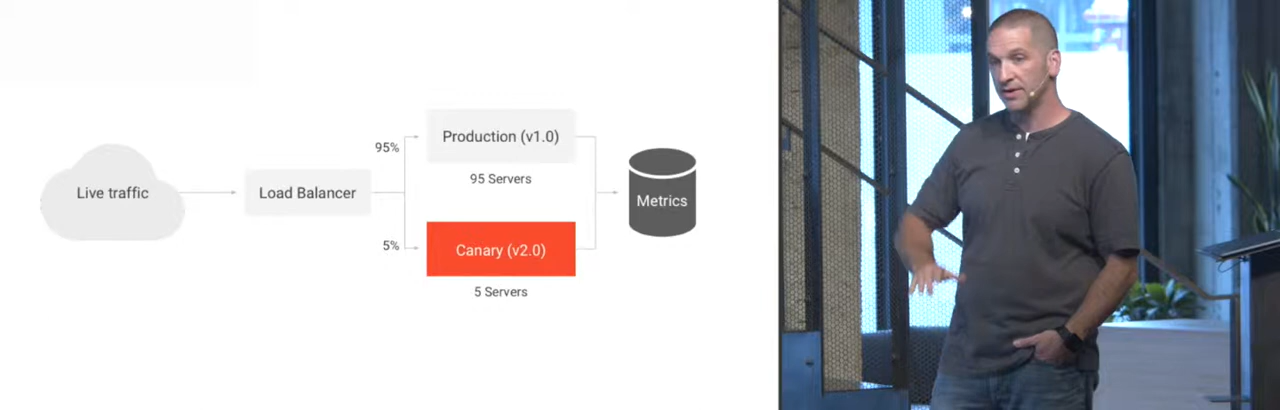 Live traffic
Load Balancer
95%
Production (v1.0)
95 Servers
5%
Canary (v2.0)
5 Servers
Metrics